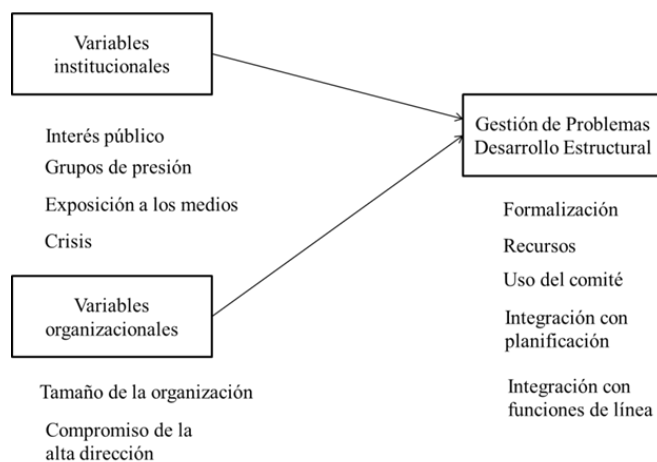 Variables
institucionales
Interés público
Grupos de presión
Exposición a los medios
Crisis
Variables
organizacionales
Tamaño de la organización
Compromiso de la
alta dirección
Gestión de Problemas
Desarrollo Estructural
Formalización
Recursos
Uso del comité
Integración con
planificación
Integración con
funciones de línea